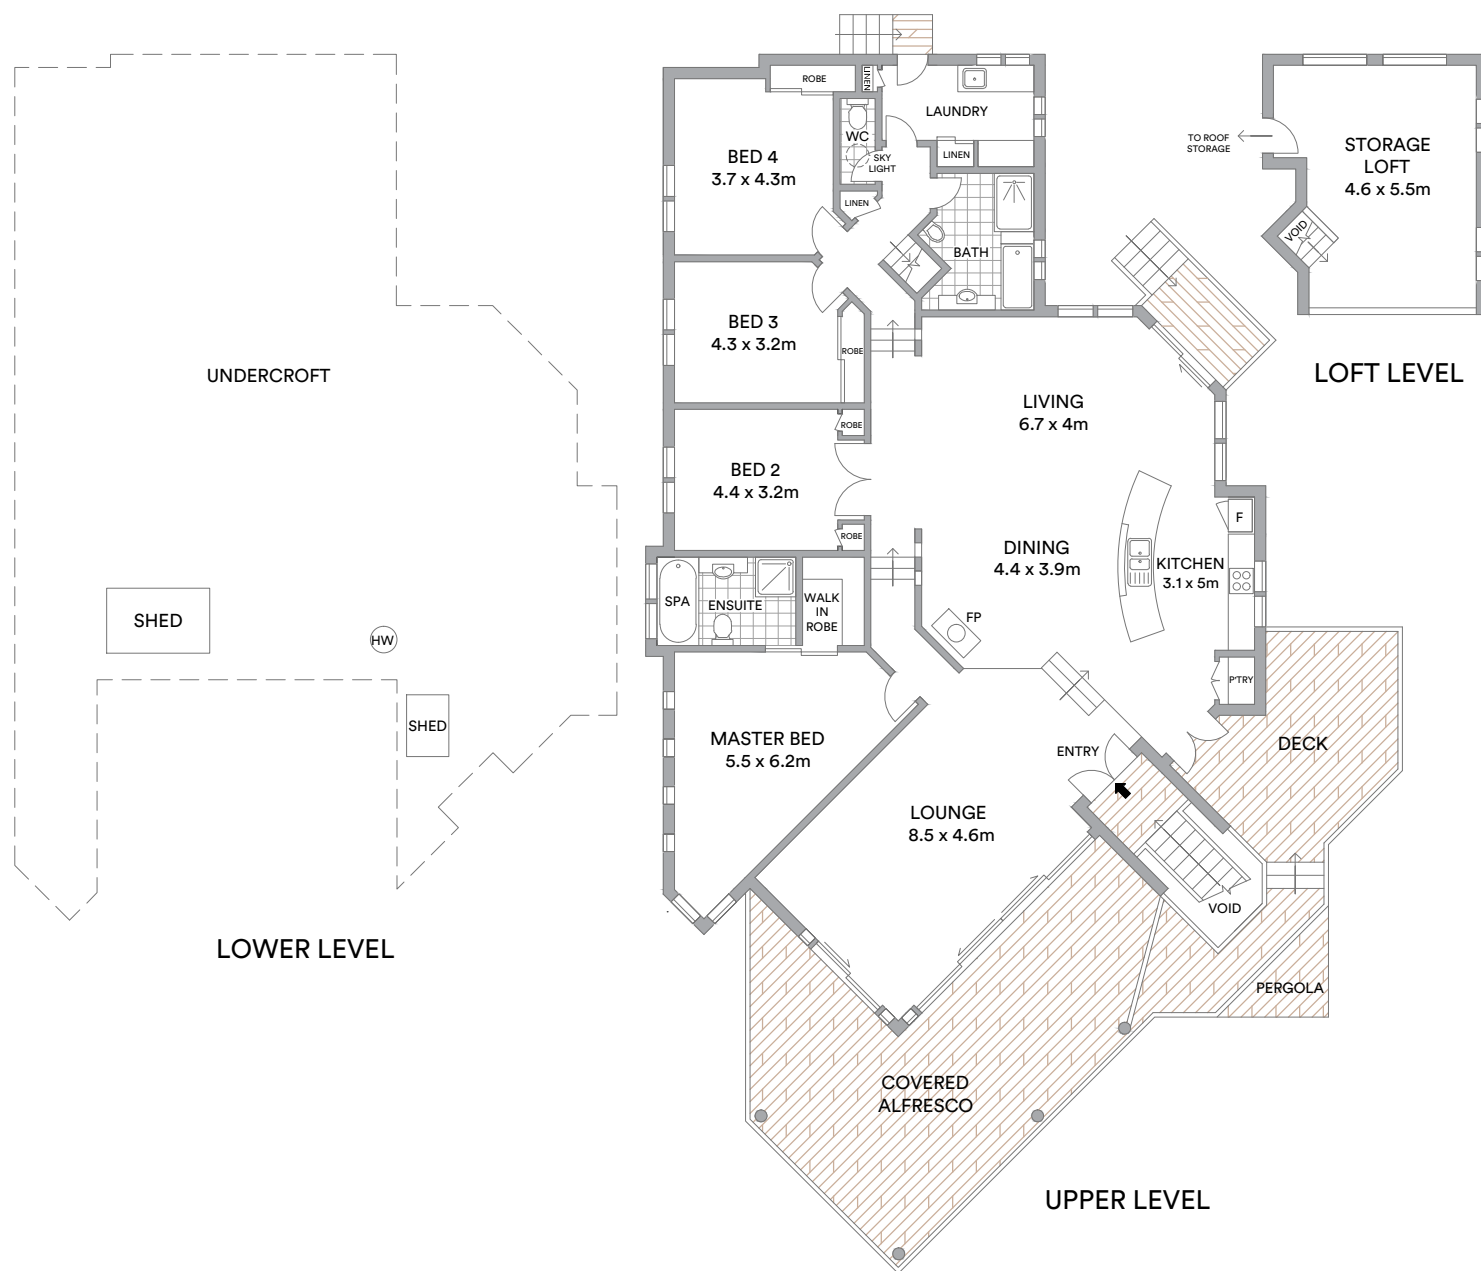 UNDERCROFT
SHED
HW
SHED
LOWER LEVEL
ROBE
LINEN
LAUNDRY
WC
SKY
LIGHT
LINEN
BED 4
3.7 x 4.3m
LINEN
BATH
BED 3
4.3 x 3.2m
ROBE
LIVING
6.7 x 4m
ROBE
BED 2
4.4 x 3.2m
ROBE
F
DINING
4.4 x 3.9m
KITCHEN
3.1 x 5m
SPA
ENSUITE
WALK
IN
ROBE
FP
P'TRY
MASTER BED
5.5 x 6.2m
ENTRY
DECK
LOUNGE
8.5 x 4.6m
VOID
PERGOLA
COVERED
ALFRESCO
UPPER LEVEL
TO ROOF
STORAGE
STORAGE
LOFT
4.6 x 5.5m
VOID
LOFT LEVEL